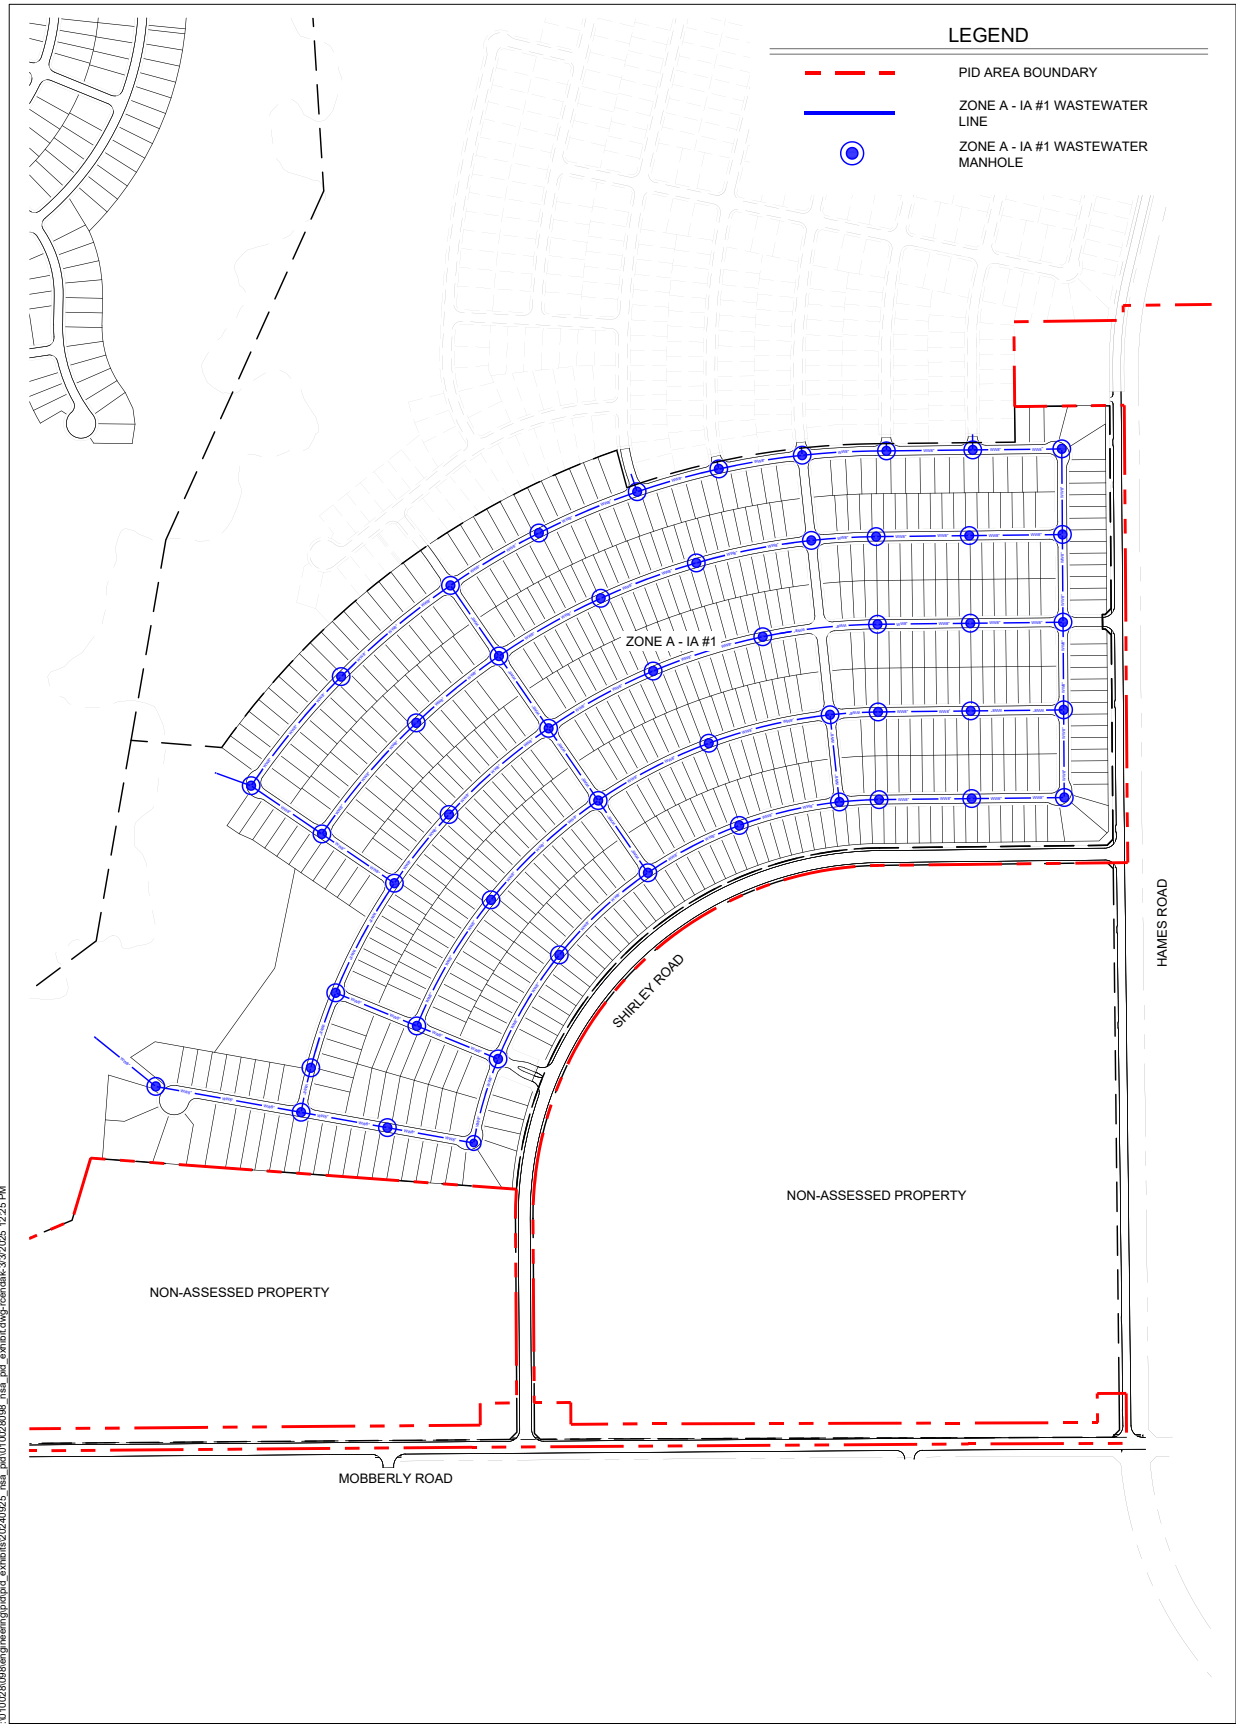 LEGEND
PID AREA BOUNDARY
ZONE A - IA #1 WASTEWATER
LINE
ZONE A - IA #1 WASTEWATER
MANHOLE
ZONE A - IA #1
HAMES ROAD
SHIRLEY ROAD
NON-ASSESSED PROPERTY
NON-ASSESSED PROPERTY
MOBBERLY ROAD